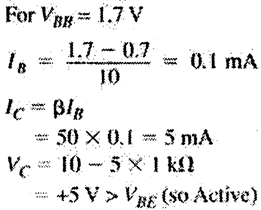 For V_BB = 1.7 V
I_B = (1.7 − 0.7)/10 = 0.1 mA
I_C = βI_B
= 50 × 0.1 = 5 mA
V_C = 10 − 5 × 1 kΩ
= +5 V > V_BE (so Active)